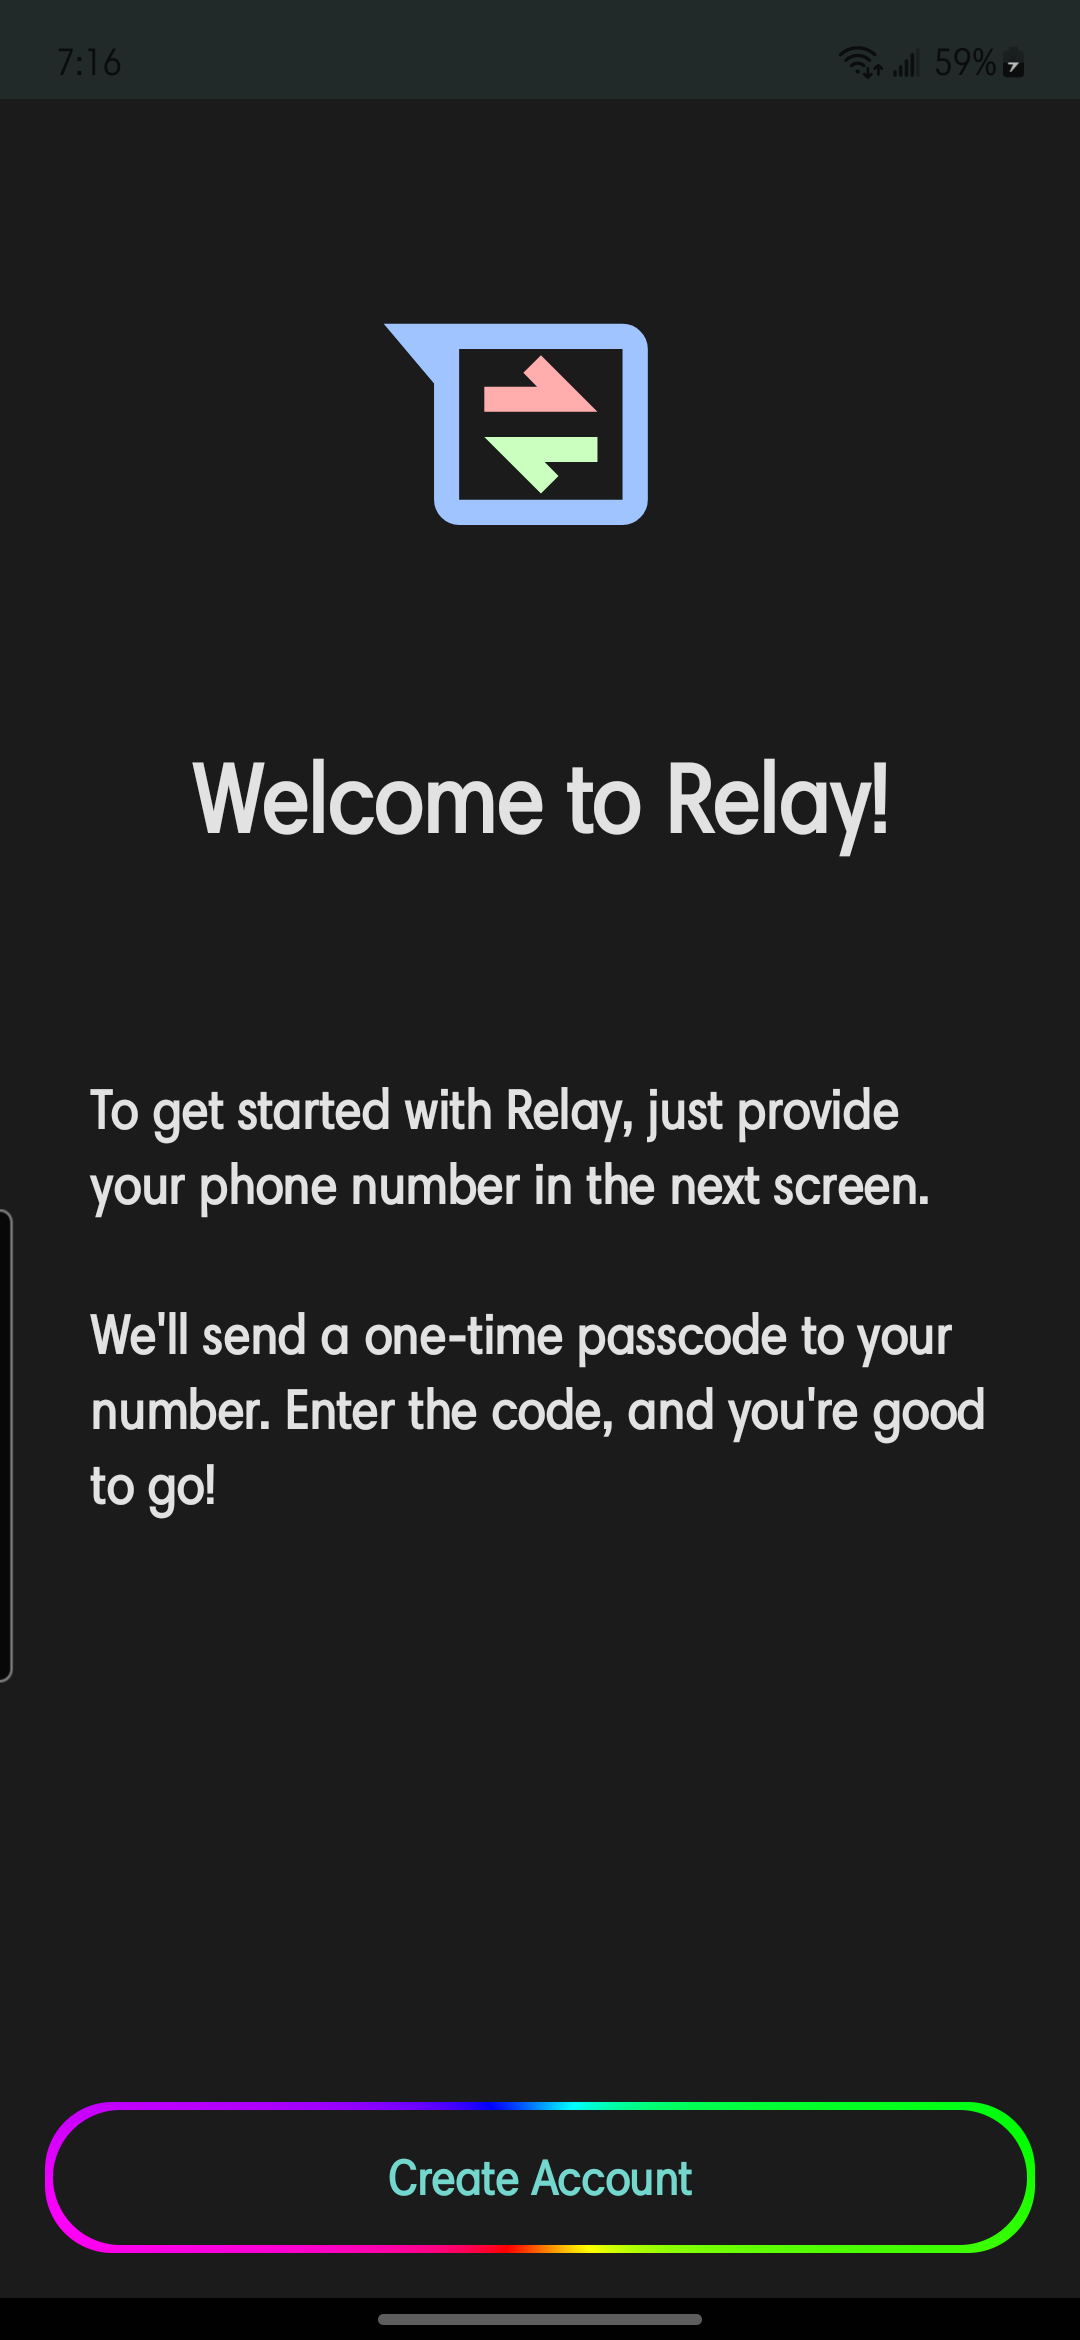 7:16
59%
Welcome to Relay!
To get started with Relay, just provide
your phone number in the next screen.
We'll send a one-time passcode to your
number. Enter the code, and you're good
to go!
Create Account